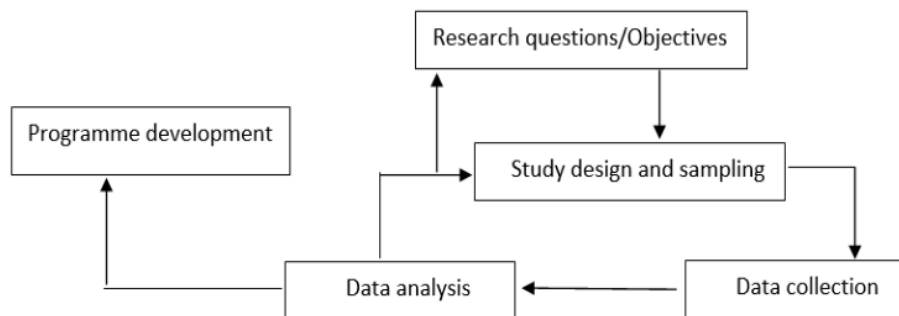 Research questions/Objectives
Programme development
Study design and sampling
Data analysis
Data collection